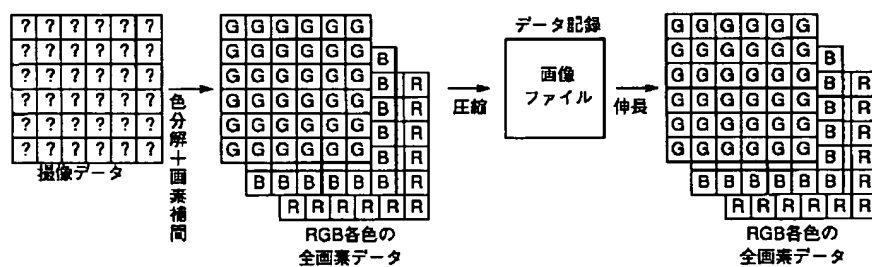 ? ? ? ? ? ?
? ? ? ? ? ?
? ? ? ? ? ?
? ? ? ? ? ?
? ? ? ? ? ?
? ? ? ? ? ?
撮像データ
色分解+画素補間
G G G G G G
G G G G G G B
G G G G G G B R
G G G G G G B R
G G G G G G B R
G G G G G G B R
B B B B B B R
R R R R R R
RGB各色の
全画素データ
圧縮
データ記録
画像
ファイル
伸長
G G G G G G
G G G G G G B
G G G G G G B R
G G G G G G B R
G G G G G G B R
G G G G G G B R
B B B B B B R
R R R R R R
RGB各色の
全画素データ